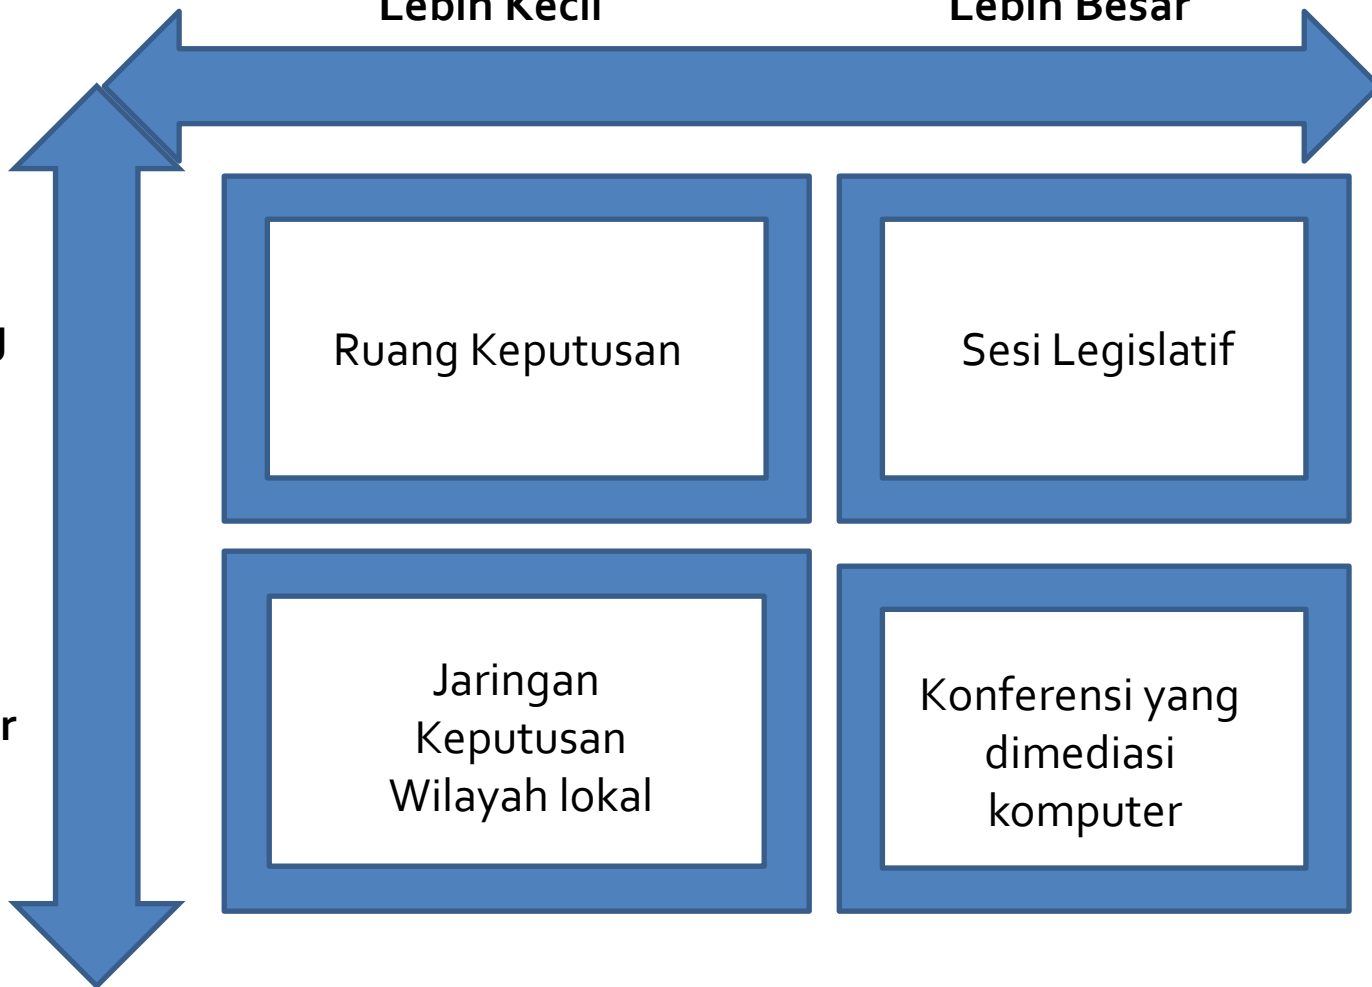 Lebih Kecil
Lebih Besar
Ruang Keputusan
Sesi Legislatif
Jaringan
Keputusan
Wilayah lokal
Konferensi yang
dimediasi
komputer